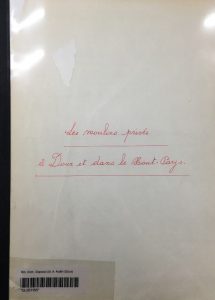 Les moulins privés
à Dour et dans le Haut-Pays.